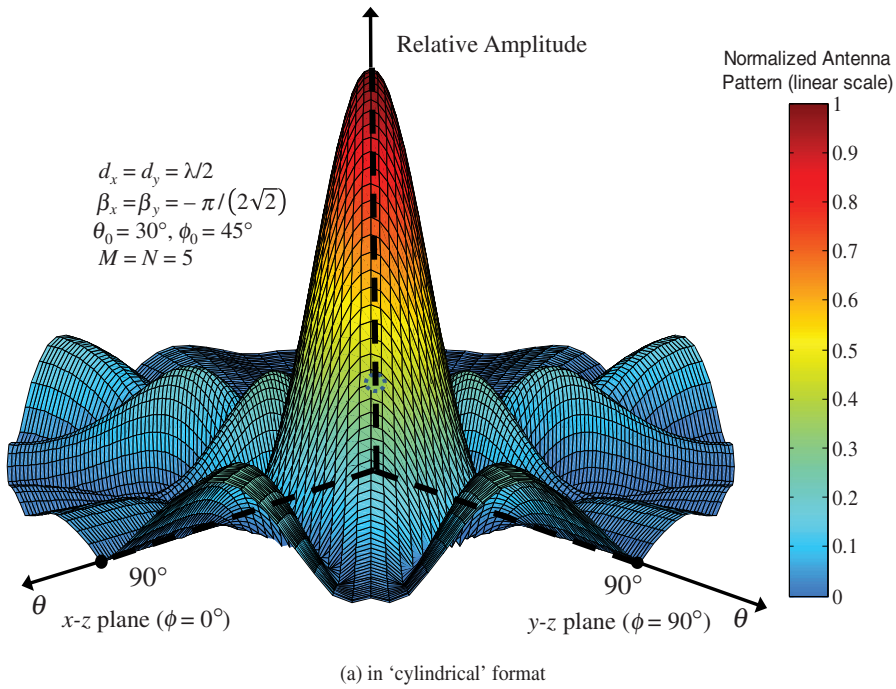 Relative Amplitude
Normalized Antenna
Pattern (linear scale)
1
0.9
0.8
0.7
0.6
0.5
0.4
0.3
0.2
0.1
0
d_x = d_y = λ/2
β_x = β_y = − π/(2√2)
θ_0 = 30°, ϕ_0 = 45°
M = N = 5
90°
θ
x-z plane (ϕ = 0°)
90°
y-z plane (ϕ = 90°)
θ
(a) in ‘cylindrical’ format